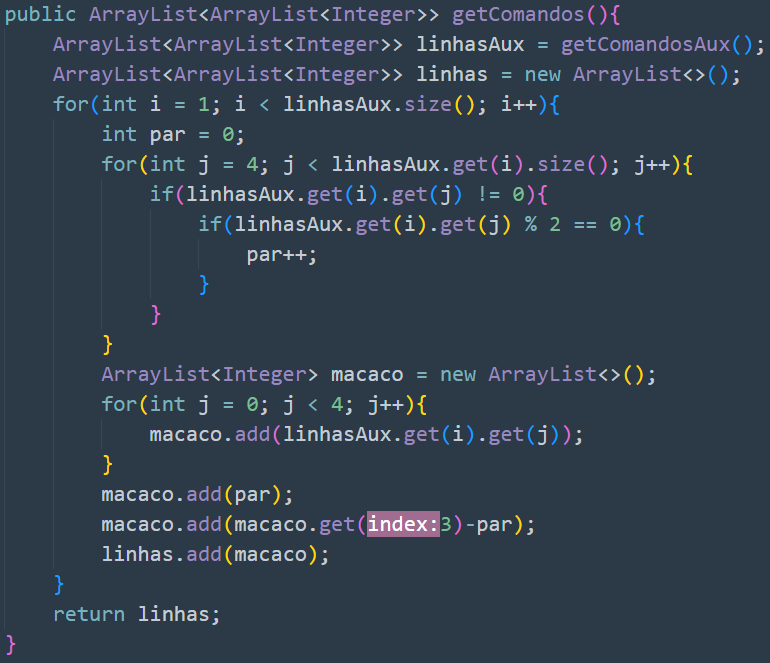 public ArrayList<ArrayList<Integer>> getComandos(){
    ArrayList<ArrayList<Integer>> linhasAux = getComandosAux();
    ArrayList<ArrayList<Integer>> linhas = new ArrayList<>();
    for(int i = 1; i < linhasAux.size(); i++){
        int par = 0;
        for(int j = 4; j < linhasAux.get(i).size(); j++){
            if(linhasAux.get(i).get(j) != 0){
                if(linhasAux.get(i).get(j) % 2 == 0){
                    par++;
                }
            }
        }
        ArrayList<Integer> macaco = new ArrayList<>();
        for(int j = 0; j < 4; j++){
            macaco.add(linhasAux.get(i).get(j));
        }
        macaco.add(par);
        macaco.add(macaco.get(index:3)-par);
        linhas.add(macaco);
    }
    return linhas;
}